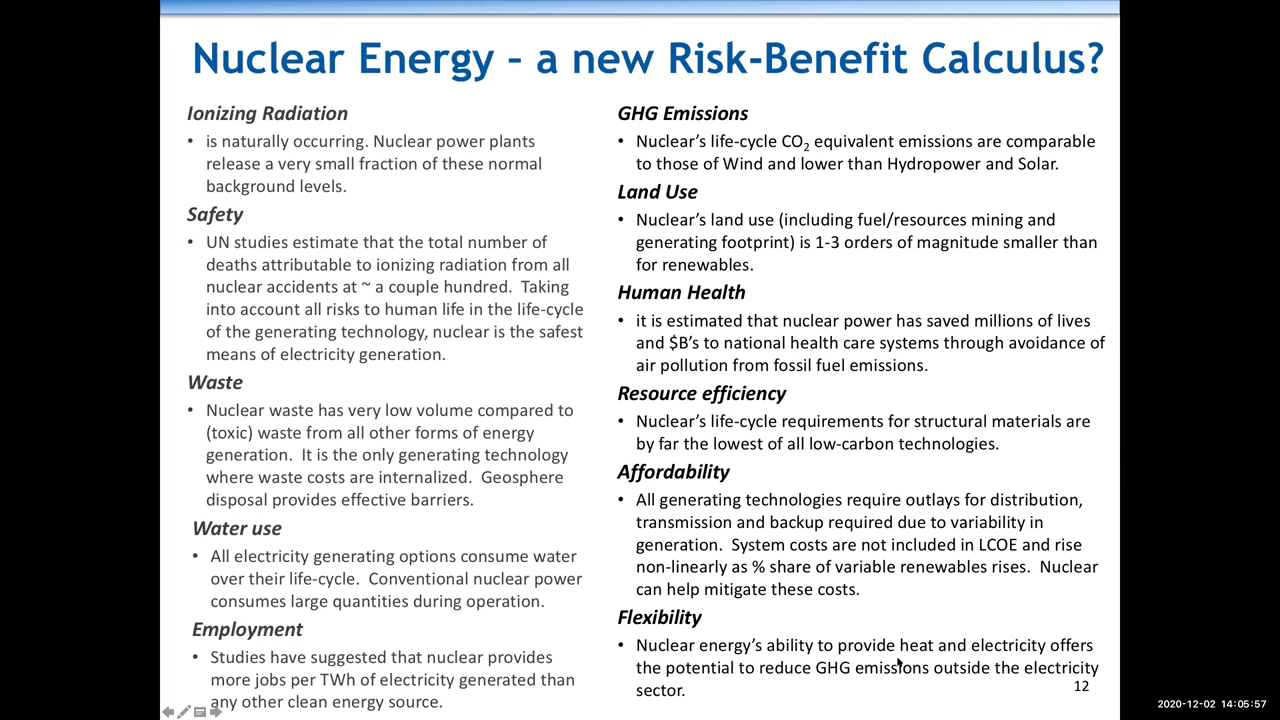 Nuclear Energy – a new Risk-Benefit Calculus?
Ionizing Radiation
• is naturally occurring. Nuclear power plants
release a very small fraction of these normal
background levels.
Safety
• UN studies estimate that the total number of
deaths attributable to ionizing radiation from all
nuclear accidents at ~ a couple hundred. Taking
into account all risks to human life in the life-cycle
of the generating technology, nuclear is the safest
means of electricity generation.
Waste
• Nuclear waste has very low volume compared to
(toxic) waste from all other forms of energy
generation. It is the only generating technology
where waste costs are internalized. Geosphere
disposal provides effective barriers.
Water use
• All electricity generating options consume water
over their life-cycle. Conventional nuclear power
consumes large quantities during operation.
Employment
• Studies have suggested that nuclear provides
more jobs per TWh of electricity generated than
any other clean energy source.
GHG Emissions
• Nuclear’s life-cycle CO₂ equivalent emissions are comparable
to those of Wind and lower than Hydropower and Solar.
Land Use
• Nuclear’s land use (including fuel/resources mining and
generating footprint) is 1-3 orders of magnitude smaller than
for renewables.
Human Health
• it is estimated that nuclear power has saved millions of lives
and $B’s to national health care systems through avoidance of
air pollution from fossil fuel emissions.
Resource efficiency
• Nuclear’s life-cycle requirements for structural materials are
by far the lowest of all low-carbon technologies.
Affordability
• All generating technologies require outlays for distribution,
transmission and backup required due to variability in
generation. System costs are not included in LCOE and rise
non-linearly as % share of variable renewables rises. Nuclear
can help mitigate these costs.
Flexibility
• Nuclear energy’s ability to provide heat and electricity offers
the potential to reduce GHG emissions outside the electricity
sector.
12
2020-12-02 14:05:57